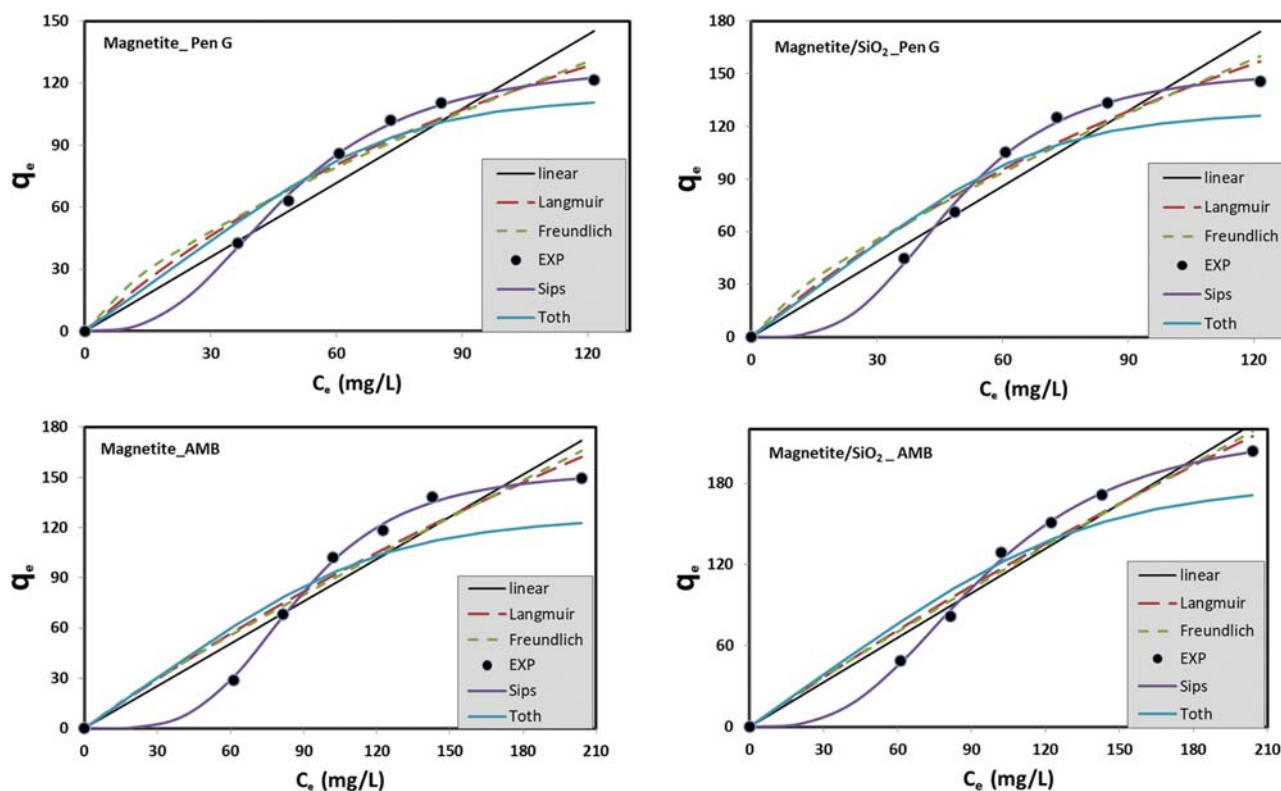 Magnetite_ Pen G
150
120
90
60
30
0
qₑ
0 30 60 90 120
Cₑ (mg/L)
linear
Langmuir
Freundlich
EXP
Sips
Toth
Magnetite/SiO₂_Pen G
180
150
120
90
60
30
0
qₑ
0 30 60 90 120
Cₑ (mg/L)
linear
Langmuir
Freundlich
EXP
Sips
Toth
Magnetite_AMB
180
150
120
90
60
30
0
qₑ
0 30 60 90 120 150 180 210
Cₑ (mg/L)
linear
Langmuir
Freundlich
EXP
Sips
Toth
Magnetite/SiO₂_ AMB
180
120
60
0
qₑ
0 30 60 90 120 150 180 210
Cₑ (mg/L)
linear
Langmuir
Freundlich
EXP
Sips
Toth